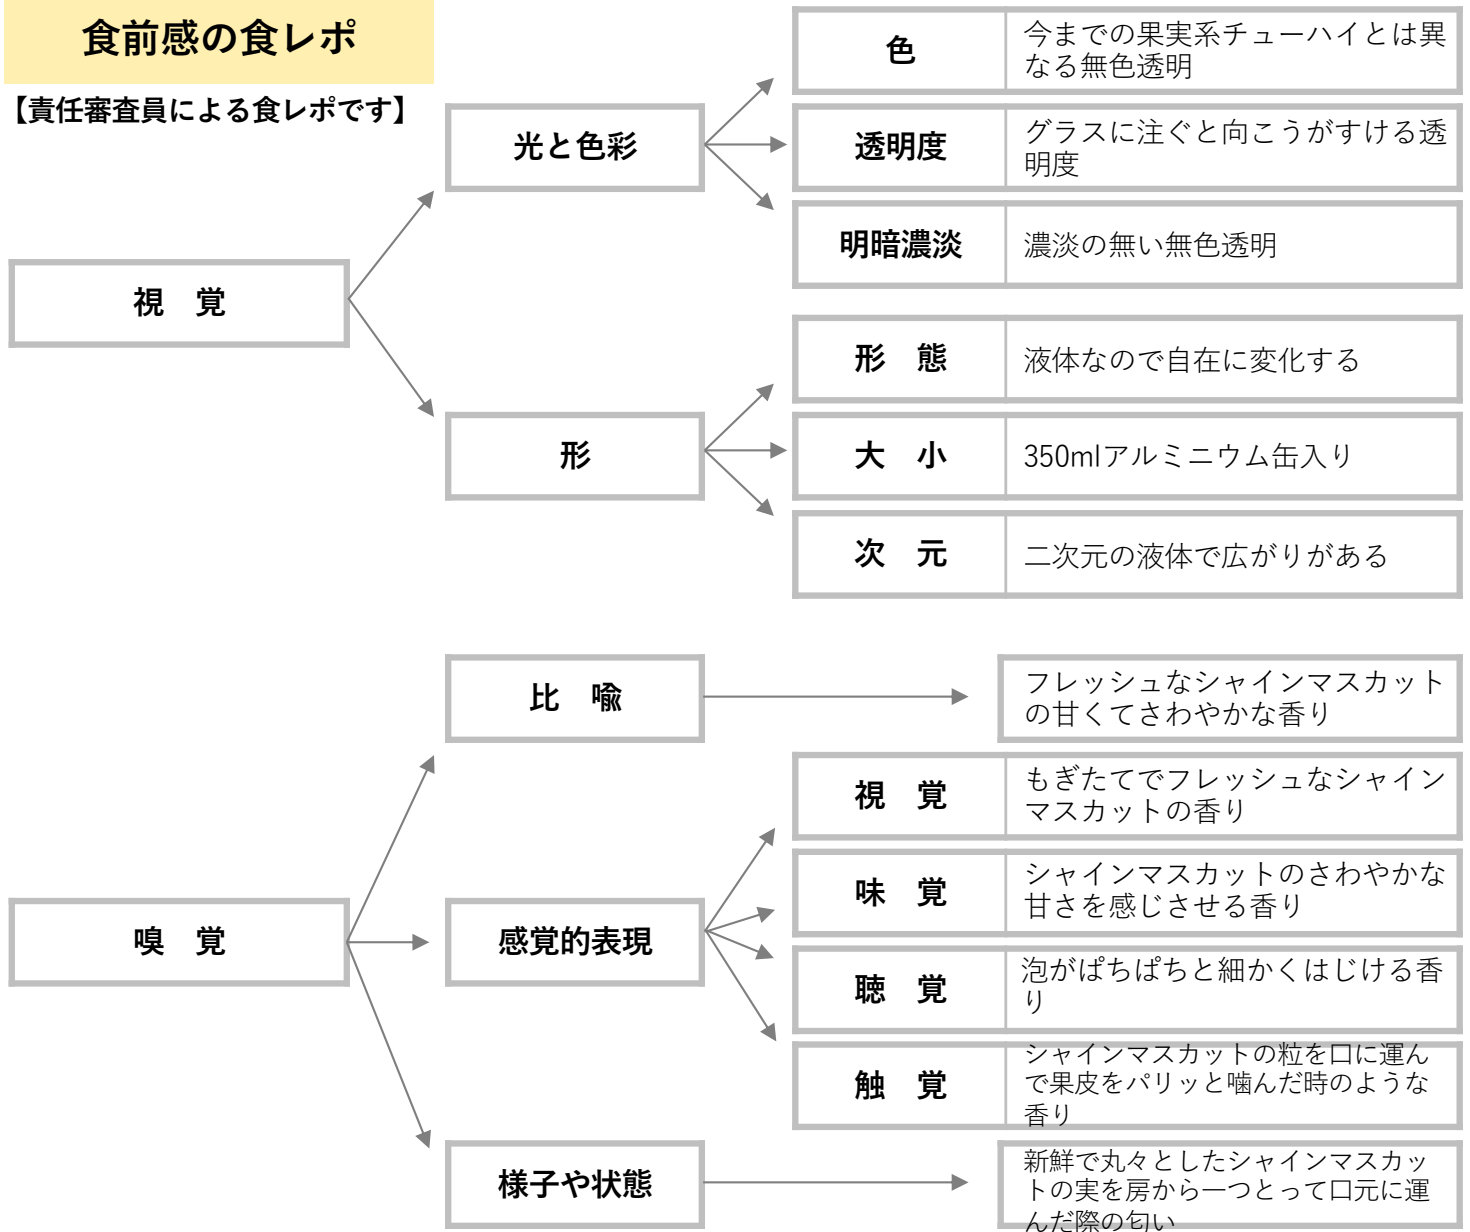 食前感の食レポ
【責任審査員による食レポです】
視　覚
光と色彩
色
今までの果実系チューハイとは異
なる無色透明
透明度
グラスに注ぐと向こうがすける透
明度
明暗濃淡
濃淡の無い無色透明
形
形　態
液体なので自在に変化する
大　小
350mlアルミニウム缶入り
次　元
二次元の液体で広がりがある
嗅　覚
比　喩
フレッシュなシャインマスカット
の甘くてさわやかな香り
感覚的表現
視　覚
もぎたてでフレッシュなシャイン
マスカットの香り
味　覚
シャインマスカットのさわやかな
甘さを感じさせる香り
聴　覚
泡がぱちぱちと細かくはじける香
り
触　覚
シャインマスカットの粒を口に運ん
で果皮をパリッと噛んだ時のような
香り
様子や状態
新鮮で丸々としたシャインマスカッ
トの実を房から一つとって口元に運
んだ際の匂い